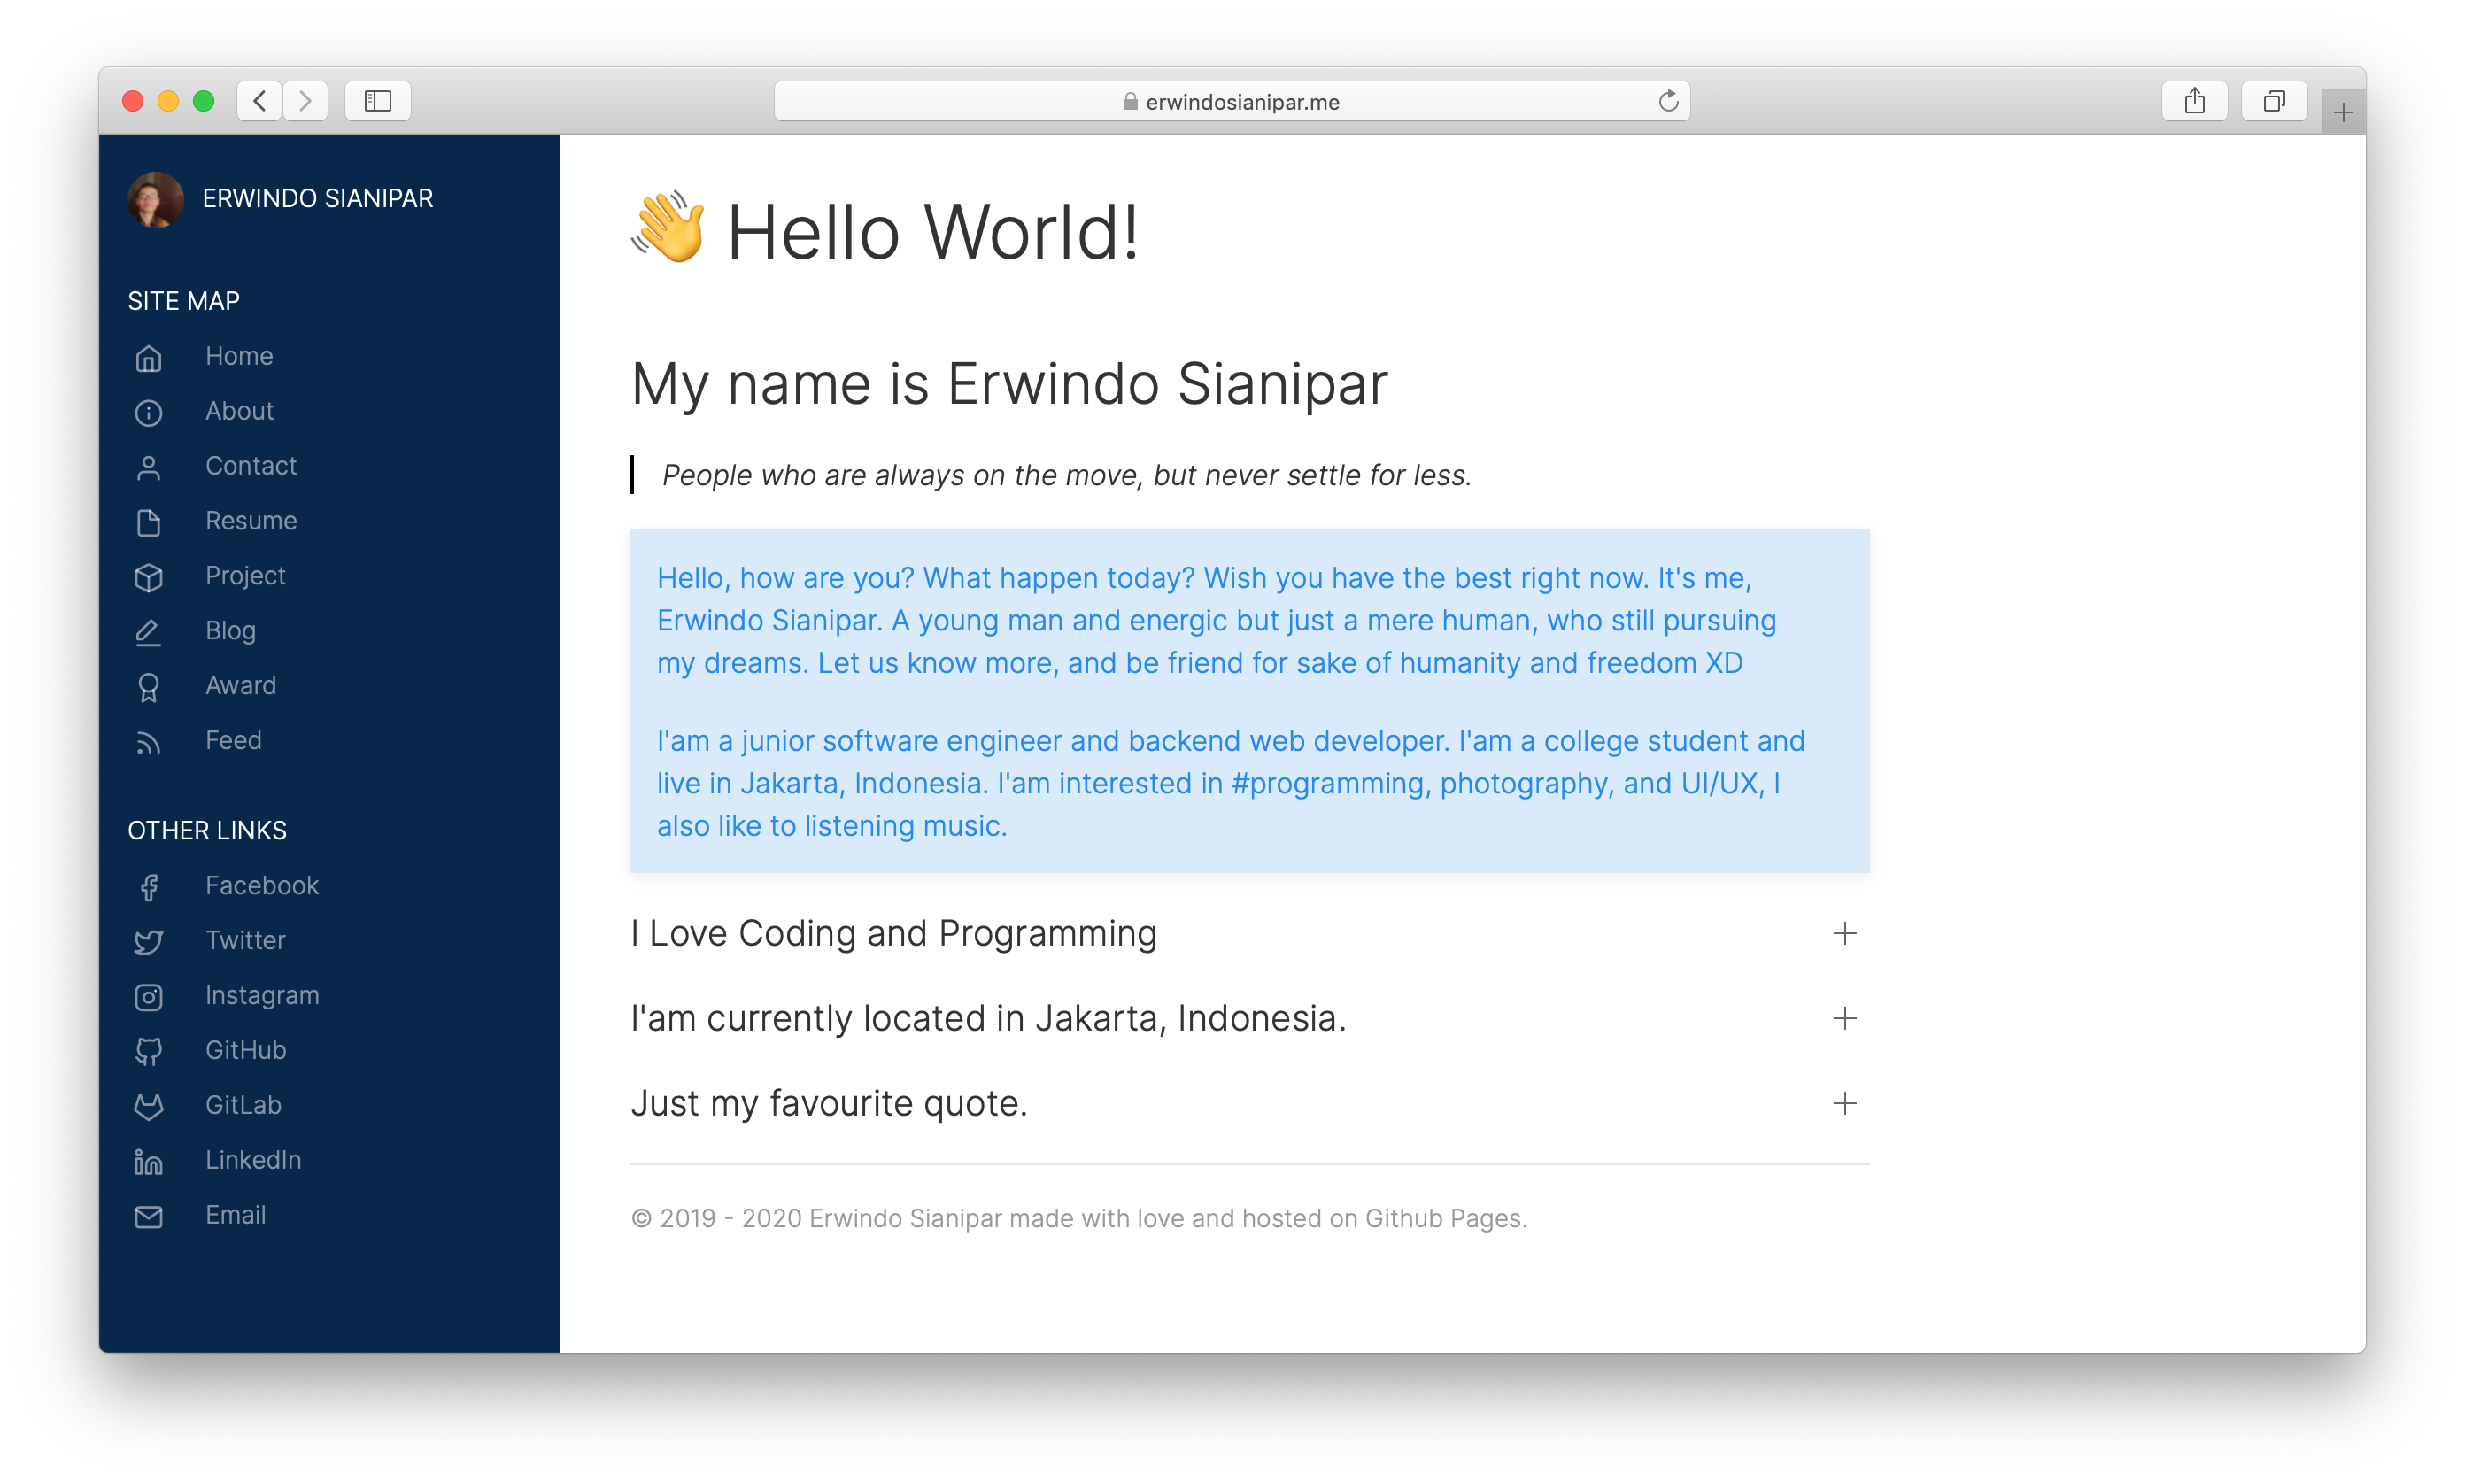 erwindosianipar.me
ERWINDO SIANIPAR
SITE MAP
Home
About
Contact
Resume
Project
Blog
Award
Feed
OTHER LINKS
Facebook
Twitter
Instagram
GitHub
GitLab
LinkedIn
Email
👋 Hello World!
My name is Erwindo Sianipar
People who are always on the move, but never settle for less.
Hello, how are you? What happen today? Wish you have the best right now. It's me,
Erwindo Sianipar. A young man and energic but just a mere human, who still pursuing
my dreams. Let us know more, and be friend for sake of humanity and freedom XD
I'am a junior software engineer and backend web developer. I'am a college student and
live in Jakarta, Indonesia. I'am interested in #programming, photography, and UI/UX, I
also like to listening music.
I Love Coding and Programming
I'am currently located in Jakarta, Indonesia.
Just my favourite quote.
© 2019 - 2020 Erwindo Sianipar made with love and hosted on Github Pages.